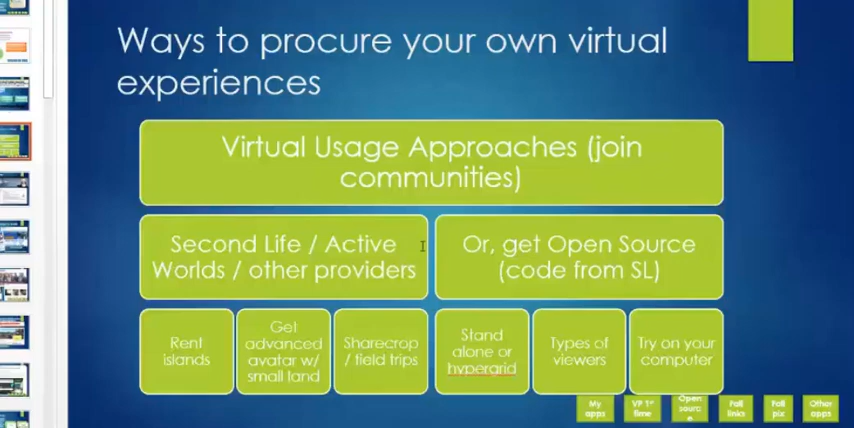 Ways to procure your own virtual
experiences
Virtual Usage Approaches (join
communities)
Second Life / Active
Worlds / other providers
Or, get Open Source
(code from SL)
Rent
islands
Get
advanced
avatar w/
small land
Sharecrop
/ field trips
Stand
alone or
hypergrid
Types of
viewers
Try on your
computer
My
apps
VP 1st
time
Open
sourc
e
Fall
links
Fall
pix
Other
apps